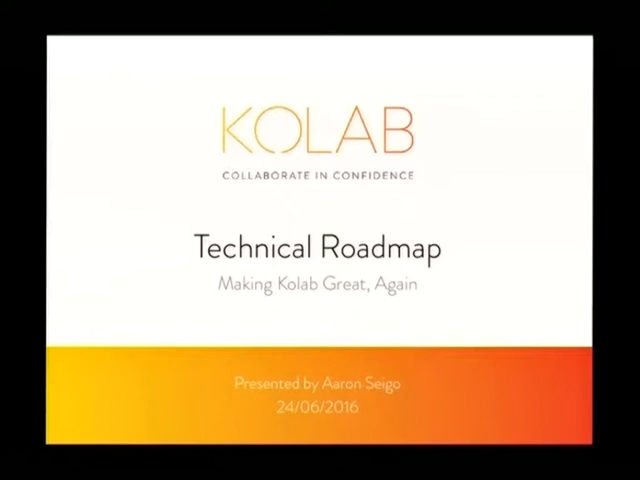 KOLAB
COLLABORATE IN CONFIDENCE
Technical Roadmap
Making Kolab Great, Again
Presented by Aaron Seigo
24/06/2016